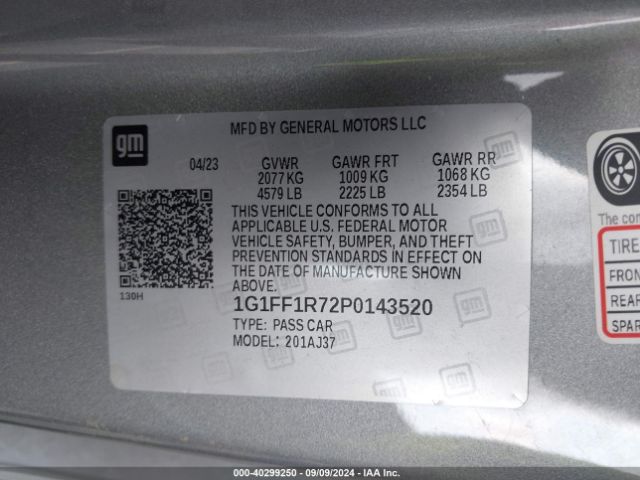 gm
MFD BY GENERAL MOTORS LLC
04/23 GVWR GAWR FRT GAWR RR
2077 KG 1009 KG 1068 KG
4579 LB 2225 LB 2354 LB
THIS VEHICLE CONFORMS TO ALL
APPLICABLE U.S. FEDERAL MOTOR
VEHICLE SAFETY, BUMPER, AND THEFT
PREVENTION STANDARDS IN EFFECT ON
THE DATE OF MANUFACTURE SHOWN
ABOVE.
130H
1G1FF1R72P0143520
TYPE: PASS CAR
MODEL: 201AJ37
The
TIRE
FRON
REAR
SPAR
000-40299250 - 09/09/2024 - IAA Inc.